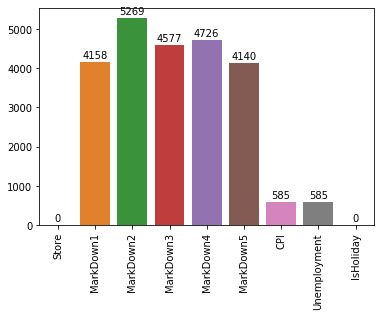 5269
4726
4577
4158
4140
585
585
0
0
5000
4000
3000
2000
1000
0
Store
MarkDown1
MarkDown2
MarkDown3
MarkDown4
MarkDown5
CPI
Unemployment
IsHoliday